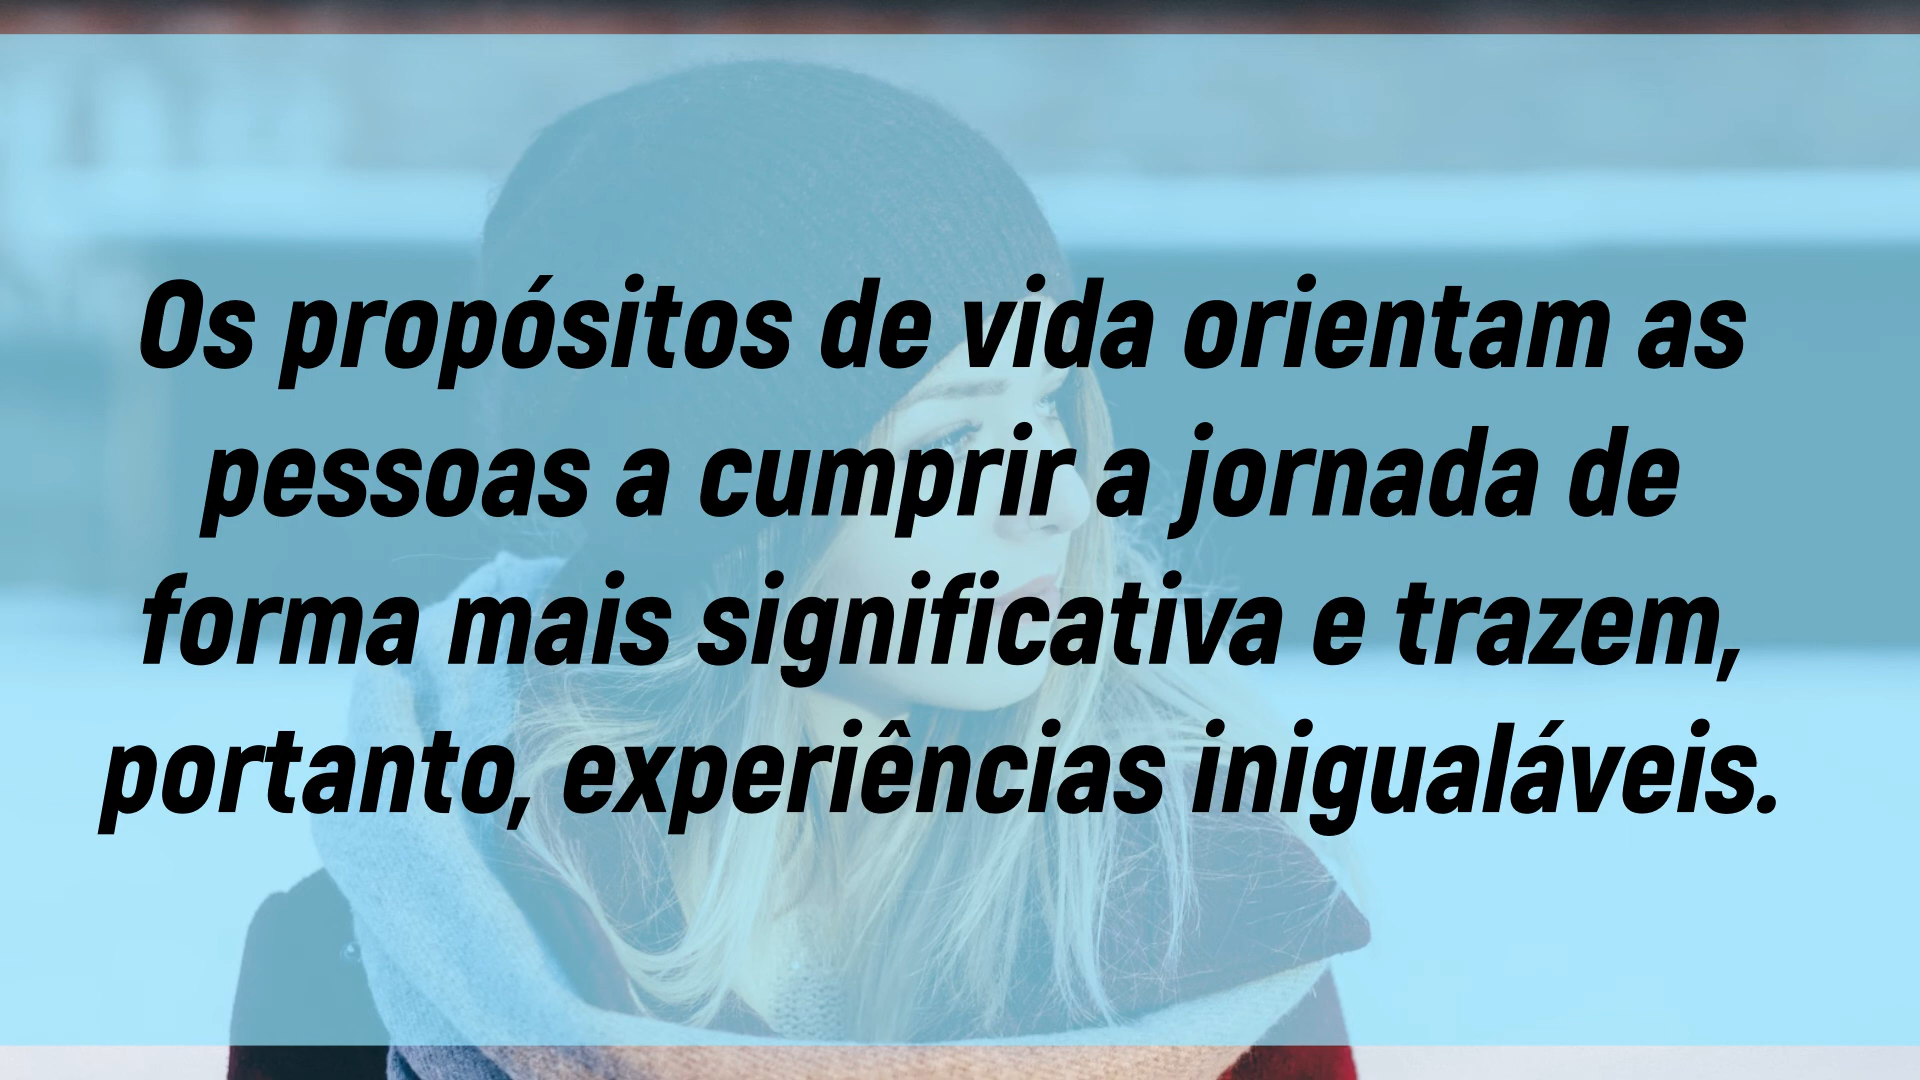 Os propósitos de vida orientam as
pessoas a cumprir a jornada de
forma mais significativa e trazem,
portanto, experiências inigualáveis.